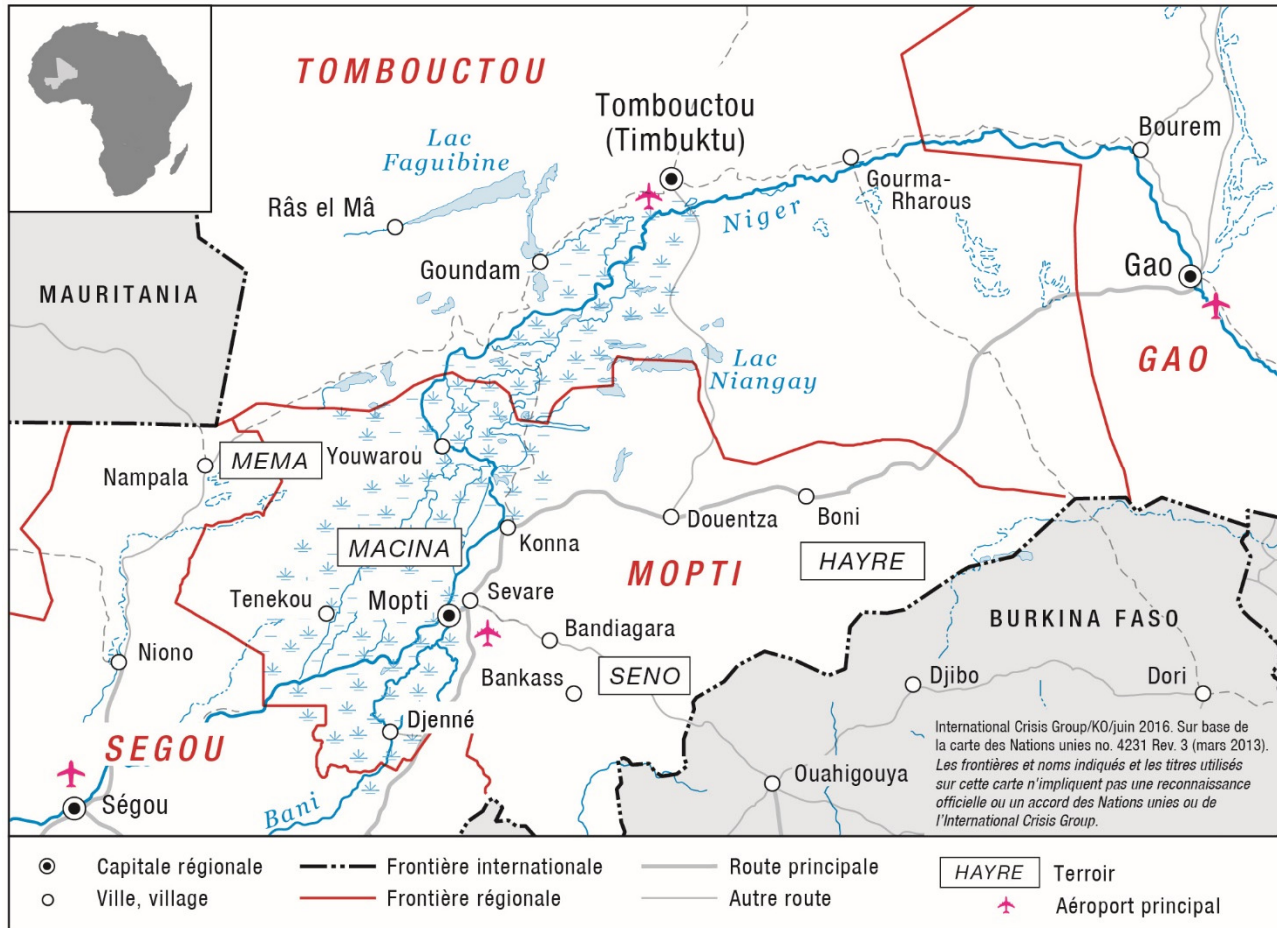 TOMBOUCTOU
Tombouctou
(Timbuktu)
Bourem
Lac
Faguibine
Gourma-
Rharous
Râs el Mâ
Niger
Goundam
Gao
MAURITANIA
Lac
Niangay
GAO
MEMA
Youwarou
Nampala
Douentza
Boni
MACINA
Konna
HAYRE
MOPTI
Tenekou
Mopti
Sevare
BURKINA FASO
Bandiagara
Niono
Bankass
SENO
Djibo
Dori
Djenné
SEGOU
International Crisis Group/KO/juin 2016. Sur base de
la carte des Nations unies no. 4231 Rev. 3 (mars 2013).
Les frontières et noms indiqués et les titres utilisés
sur cette carte n'impliquent pas une reconnaissance
officielle ou un accord des Nations unies ou de
l'International Crisis Group.
Ouahigouya
Ségou
Bani
Capitale régionale
Frontière internationale
Route principale
HAYRE
Terroir
Ville, village
Frontière régionale
Autre route
Aéroport principal